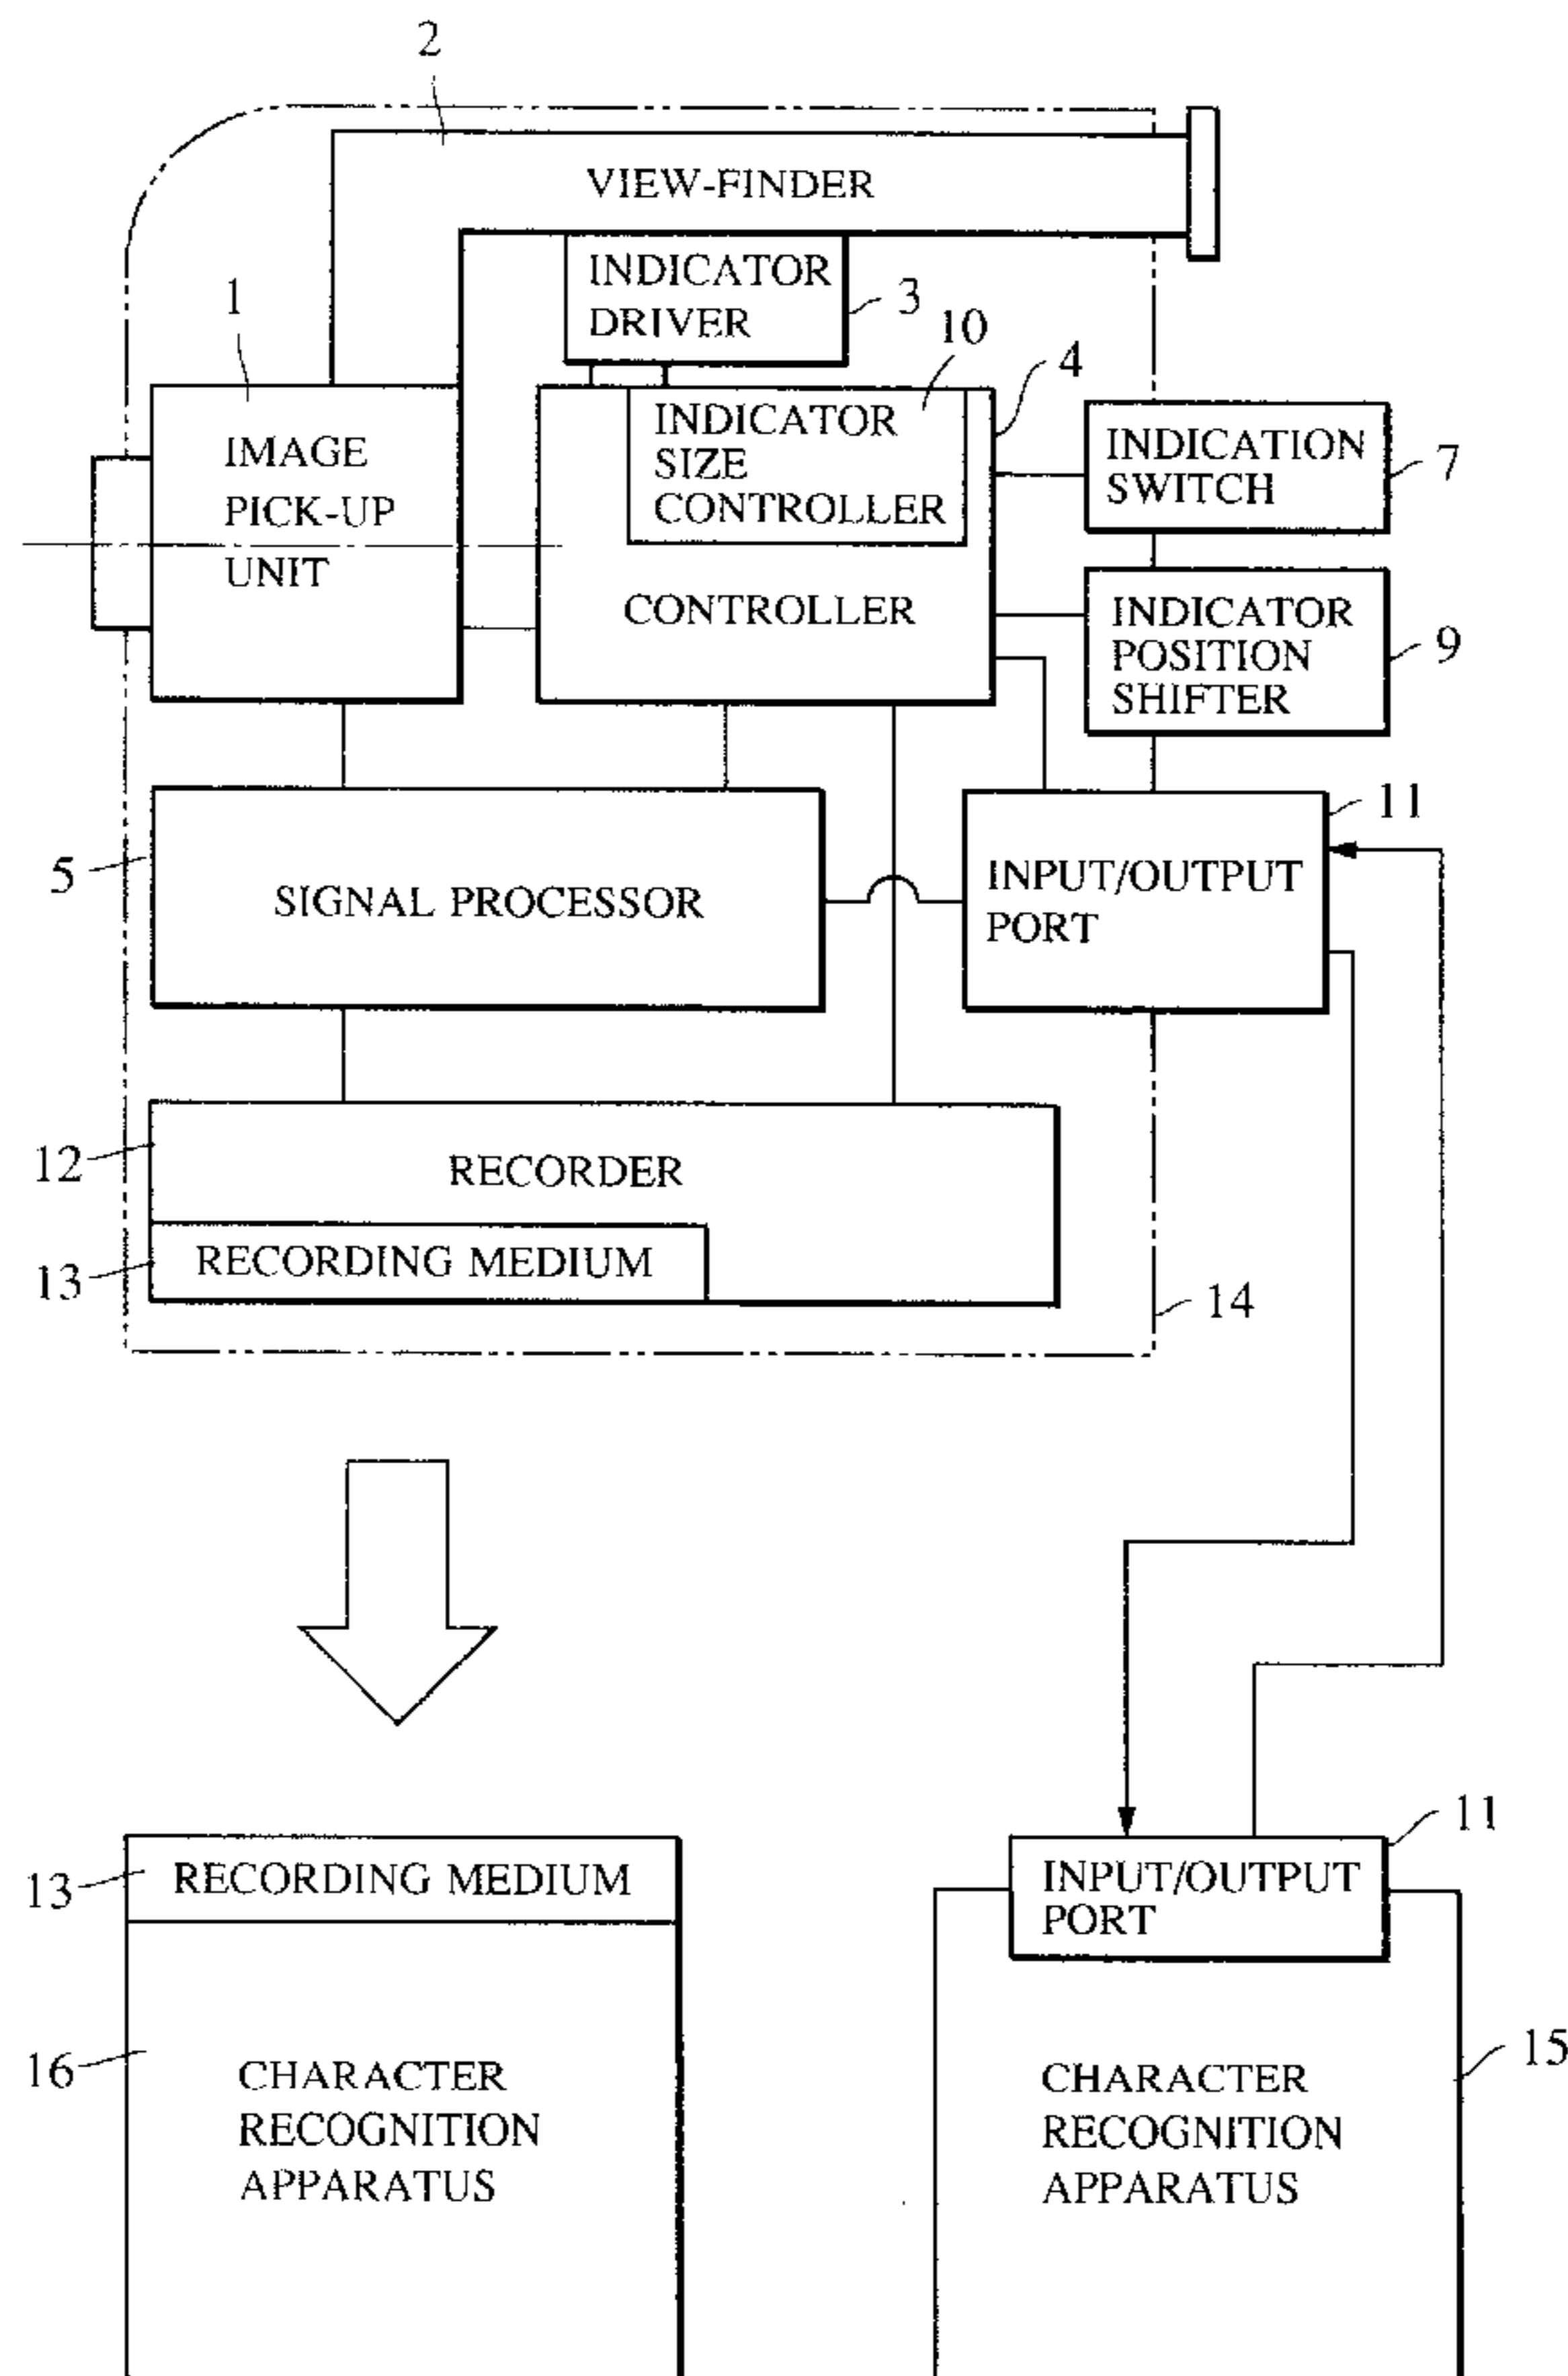 2
VIEW-FINDER
INDICATOR
DRIVER
3
10
4
1
IMAGE
PICK-UP
UNIT
INDICATOR
SIZE
CONTROLLER
CONTROLLER
INDICATION
SWITCH
7
INDICATOR
POSITION
SHIFTER
9
5
SIGNAL PROCESSOR
INPUT/OUTPUT
PORT
11
12
RECORDER
13
RECORDING MEDIUM
14
13
RECORDING MEDIUM
16
CHARACTER
RECOGNITION
APPARATUS
INPUT/OUTPUT
PORT
11
CHARACTER
RECOGNITION
APPARATUS
15